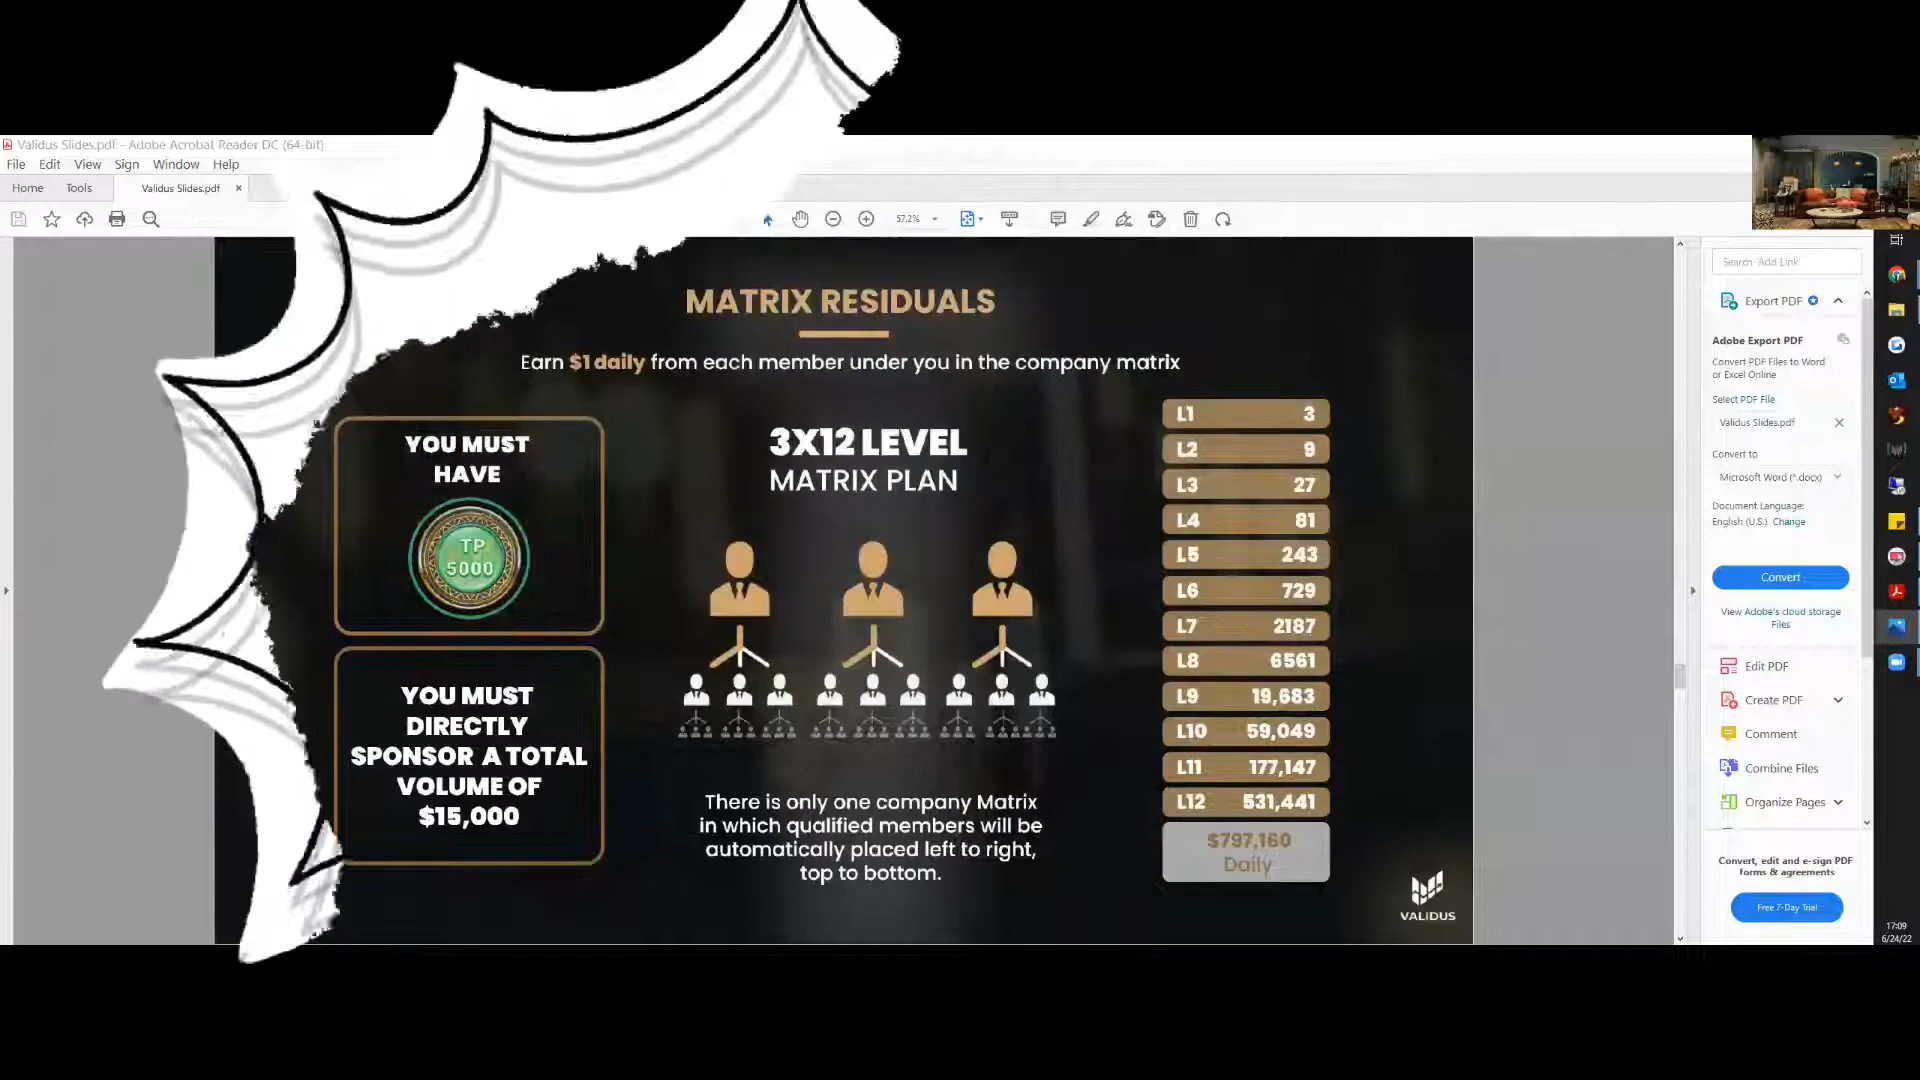 Validus Slides.pdf - Adobe Acrobat Reader DC (64-bit)
File Edit View Sign Window Help
Home Tools Validus Slides.pdf ×
57.2%
MATRIX RESIDUALS
Earn $1 daily from each member under you in the company matrix
YOU MUST
HAVE
TP
5000
YOU MUST
DIRECTLY
SPONSOR A TOTAL
VOLUME OF
$15,000
3X12 LEVEL
MATRIX PLAN
There is only one company Matrix
in which qualified members will be
automatically placed left to right,
top to bottom.
L1 3
L2 9
L3 27
L4 81
L5 243
L6 729
L7 2187
L8 6561
L9 19,683
L10 59,049
L11 177,147
L12 531,441
$797,160
Daily
VALIDUS
Search 'Add Link'
Export PDF
Adobe Export PDF
Convert PDF Files to Word
or Excel Online
Select PDF File
Validus Slides.pdf
Convert to
Microsoft Word (*.docx)
Document Language:
English (U.S.) Change
Convert
View Adobe's cloud storage
Files
Edit PDF
Create PDF
Comment
Combine Files
Organize Pages
Convert, edit and e-sign PDF
forms & agreements
Free 7-Day Trial
17:09
6/24/22